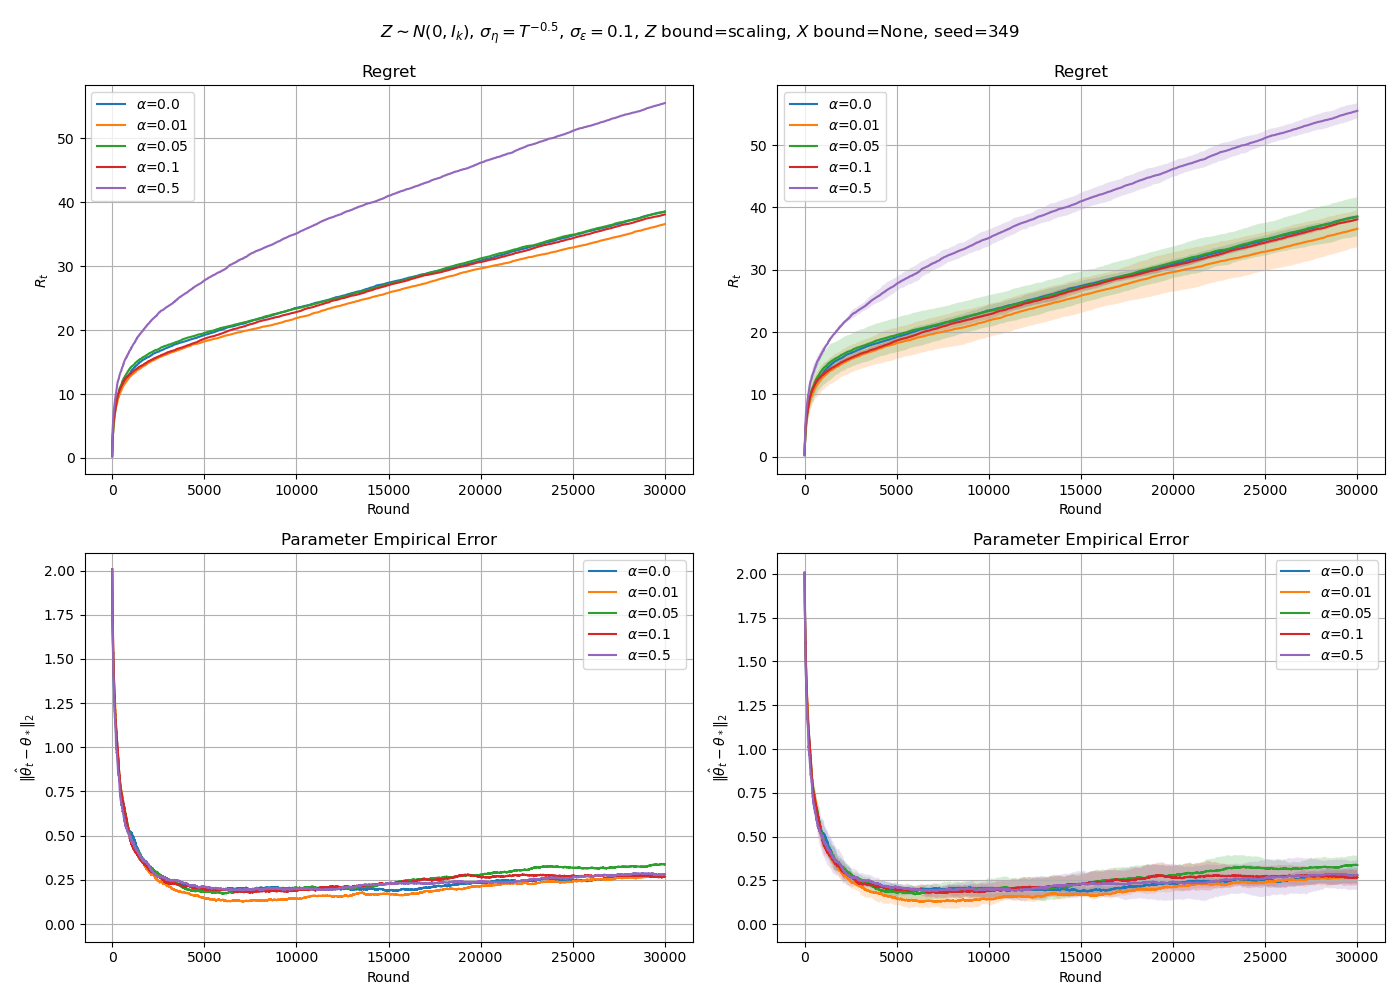 Z ~ N(0, I_k), σ_η = T^{−0.5}, σ_ε = 0.1, Z bound=scaling, X bound=None, seed=349
Regret
α=0.0
α=0.01
α=0.05
α=0.1
α=0.5
50
40
30
20
10
0
R_t
0 5000 10000 15000 20000 25000 30000
Round
Regret
α=0.0
α=0.01
α=0.05
α=0.1
α=0.5
50
40
30
20
10
0
R_t
0 5000 10000 15000 20000 25000 30000
Round
Parameter Empirical Error
α=0.0
α=0.01
α=0.05
α=0.1
α=0.5
2.00
1.75
1.50
1.25
1.00
0.75
0.50
0.25
0.00
‖θ̂_t − θ_*‖_2
0 5000 10000 15000 20000 25000 30000
Round
Parameter Empirical Error
α=0.0
α=0.01
α=0.05
α=0.1
α=0.5
2.00
1.75
1.50
1.25
1.00
0.75
0.50
0.25
0.00
‖θ̂_t − θ_*‖_2
0 5000 10000 15000 20000 25000 30000
Round